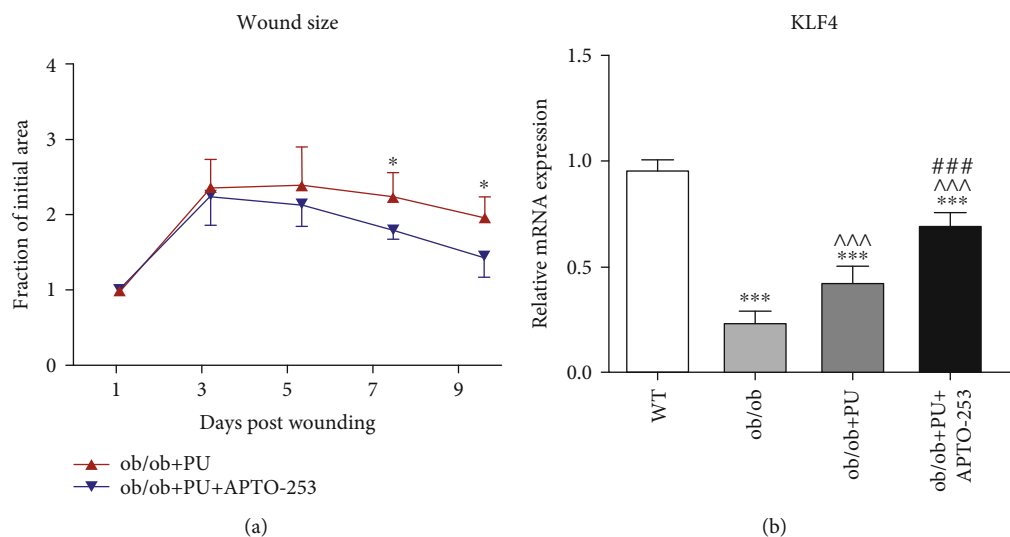 Wound size
Fraction of initial area
4
3
2
1
0
*
*
1
3
5
7
9
Days post wounding
ob/ob+PU
ob/ob+PU+APTO-253
(a)
KLF4
Relative mRNA expression
1.5
1.0
0.5
0.0
***
^^^
***
###
^^^
***
WT
ob/ob
ob/ob+PU
ob/ob+PU+
APTO-253
(b)